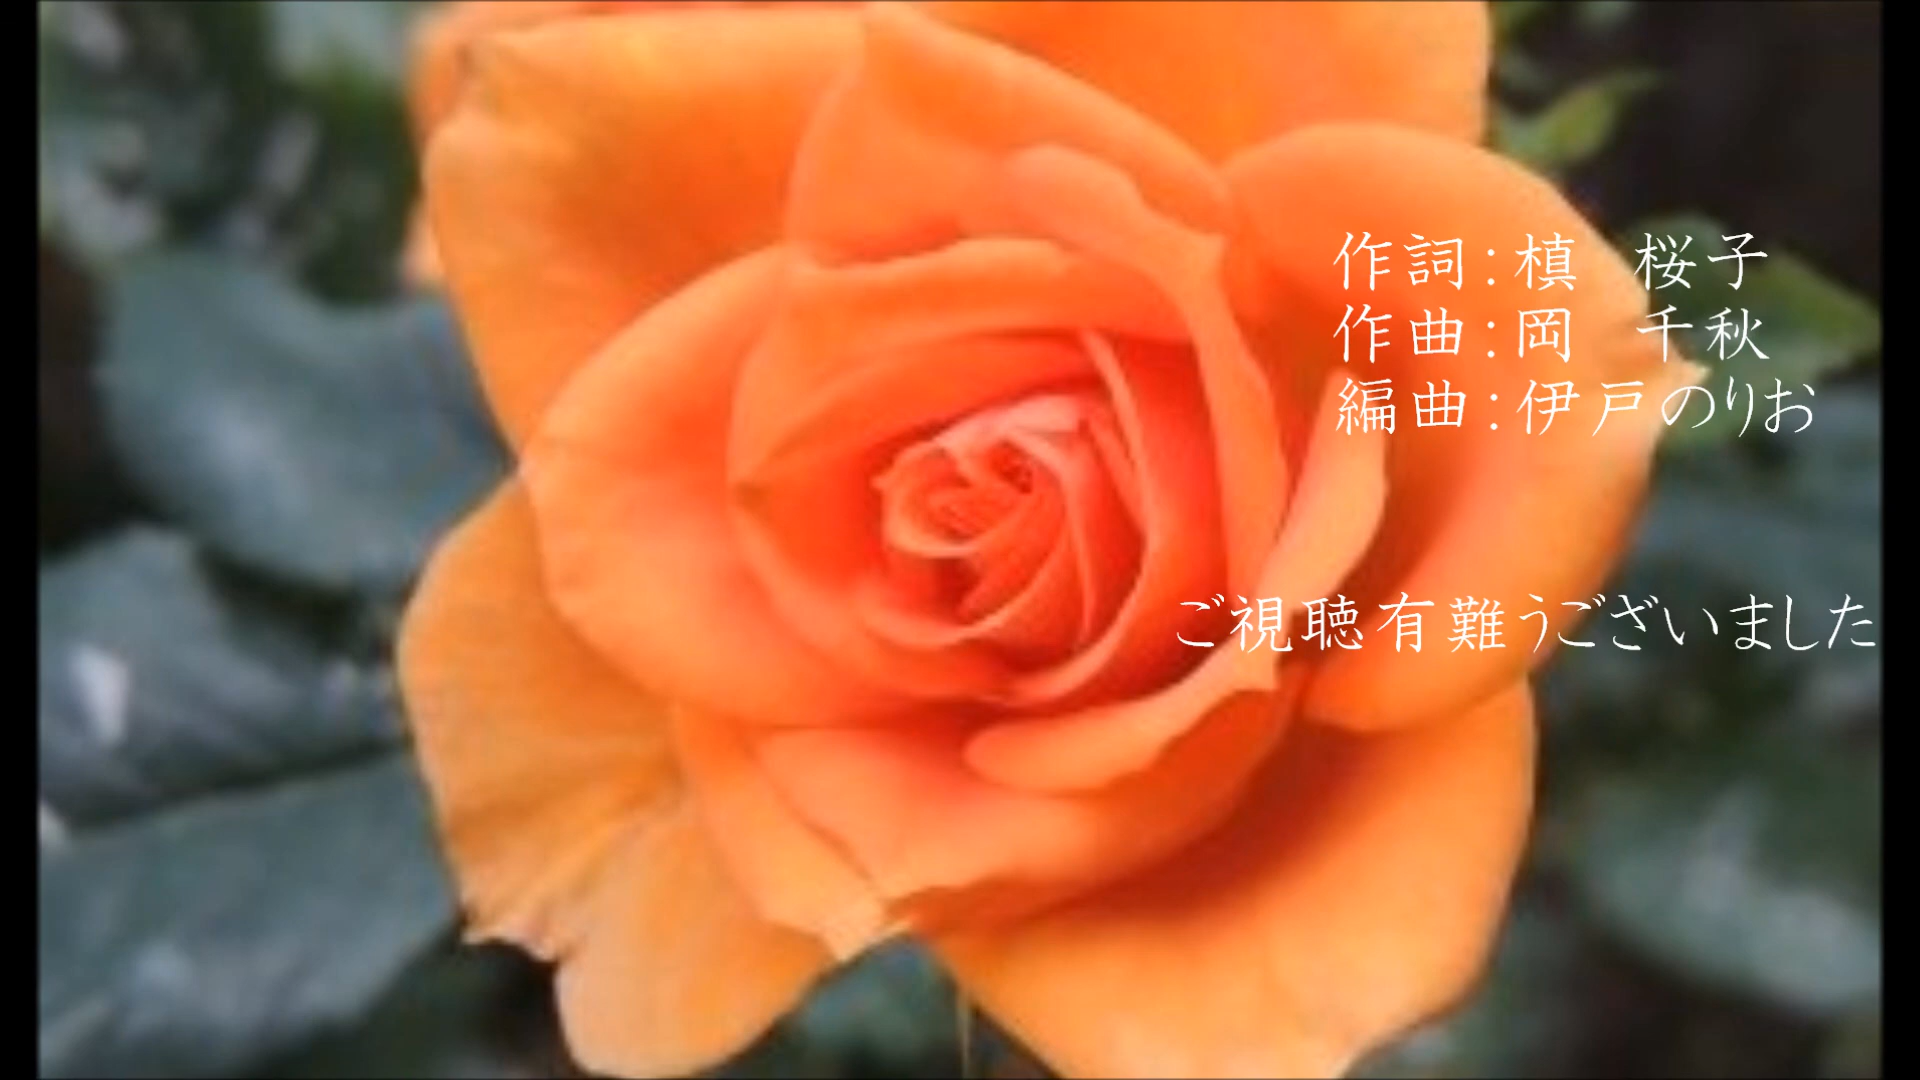 作詞：槙　桜子
作曲：岡　千秋
編曲：伊戸のりお
ご視聴有難うございました